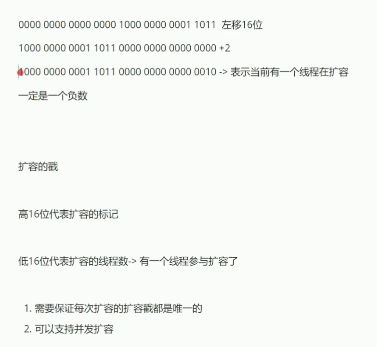 0000 0000 0000 0000 1000 0000 0001 1011 左移16位
1000 0000 0001 1011 0000 0000 0000 0000 +2
1000 0000 0001 1011 0000 0000 0000 0010 -> 表示当前有一个线程在扩容
一定是一个负数
扩容的戳
高16位代表扩容的标记
低16位代表扩容的线程数-> 有一个线程参与扩容了
1. 需要保证每次扩容的扩容戳都是唯一的
2. 可以支持并发扩容